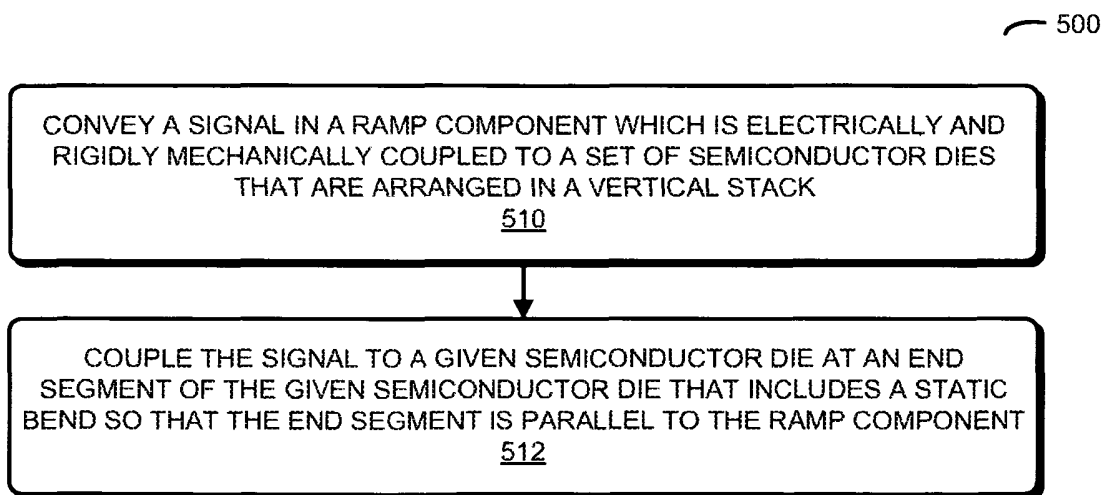 500
CONVEY A SIGNAL IN A RAMP COMPONENT WHICH IS ELECTRICALLY AND
RIGIDLY MECHANICALLY COUPLED TO A SET OF SEMICONDUCTOR DIES
THAT ARE ARRANGED IN A VERTICAL STACK
510
COUPLE THE SIGNAL TO A GIVEN SEMICONDUCTOR DIE AT AN END
SEGMENT OF THE GIVEN SEMICONDUCTOR DIE THAT INCLUDES A STATIC
BEND SO THAT THE END SEGMENT IS PARALLEL TO THE RAMP COMPONENT
512